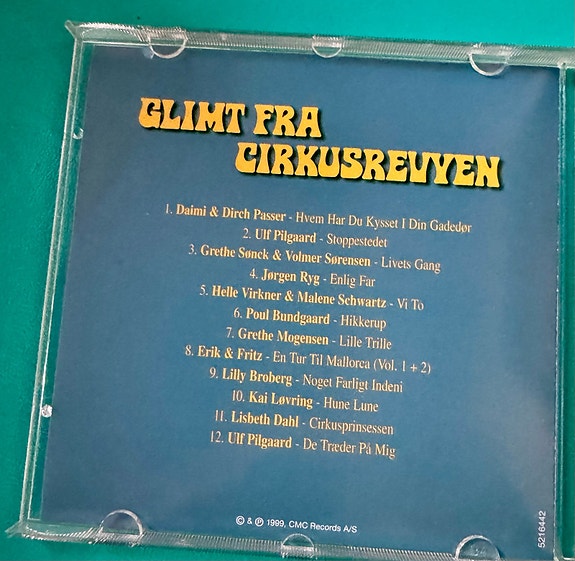 GLIMT FRA
CIRKUSREVYEN
1. Daimi & Dirch Passer - Hvem Har Du Kysset I Din Gadedør
2. Ulf Pilgaard - Stoppestedet
3. Grethe Sønck & Volmer Sørensen - Livets Gang
4. Jørgen Ryg - Enlig Far
5. Helle Virkner & Malene Schwartz - Vi To
6. Poul Bundgaard - Hikkerup
7. Grethe Mogensen - Lille Trille
8. Erik & Fritz - En Tur Til Mallorca (Vol. 1 + 2)
9. Lilly Broberg - Noget Farligt Indeni
10. Kai Løvring - Hune Lune
11. Lisbeth Dahl - Cirkusprinsessen
12. Ulf Pilgaard - De Træder På Mig
© & ℗ 1999, CMC Records A/S
5216442